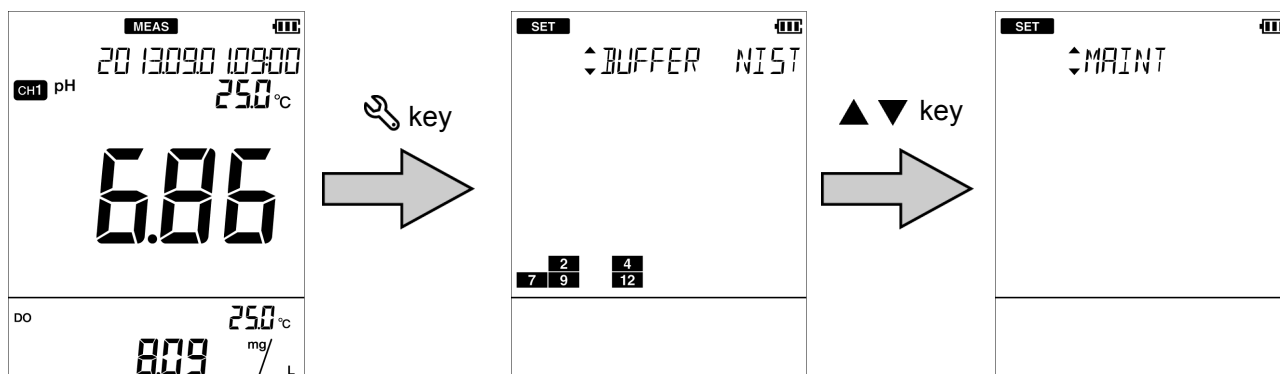 MEAS
2013.09.01.09:00
CH1 pH
25.0 °C
6.86
DO
25.0 °C
8.09 mg/L
key
SET
BUFFER NIST
2 4
7 9 12
▲ ▼ key
SET
MAINT